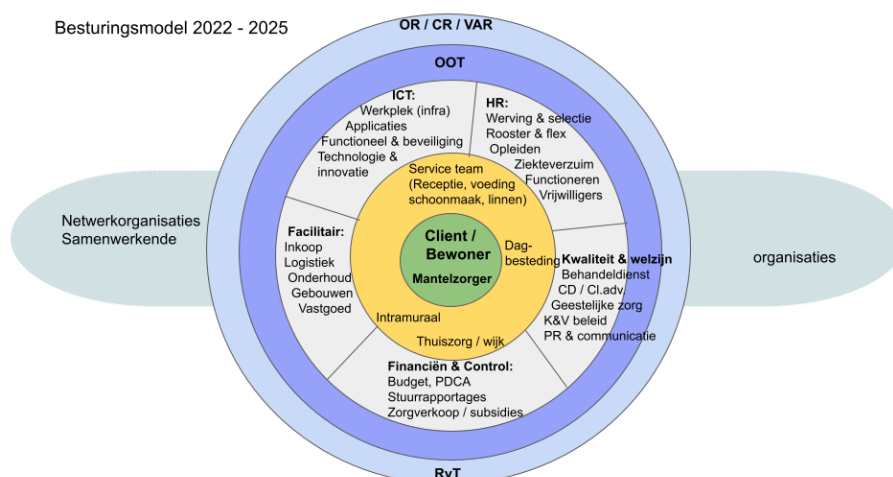 Besturingsmodel 2022 - 2025
OR / CR / VAR
OOT
ICT:
Werkplek (infra)
Applicaties
Functioneel & beveiliging
Technologie &
innovatie
HR:
Werving & selectie
Rooster & flex
Opleiden
Ziekteverzuim
Functioneren
Vrijwilligers
Service team
(Receptie, voeding
schoonmaak, linnen)
Netwerkorganisaties
Samenwerkende
Facilitair:
Inkoop
Logistiek
Onderhoud
Gebouwen
Vastgoed
Client /
Bewoner
Mantelzorger
Dag-
besteding
Kwaliteit & welzijn
Behandeldienst
CD / Cl.adv.
Geestelijke zorg
K&V beleid
PR & communicatie
organisaties
Intramuraal
Thuiszorg / wijk
Financiën & Control:
Budget, PDCA
Stuurrapportages
Zorgverkoop / subsidies
RvT